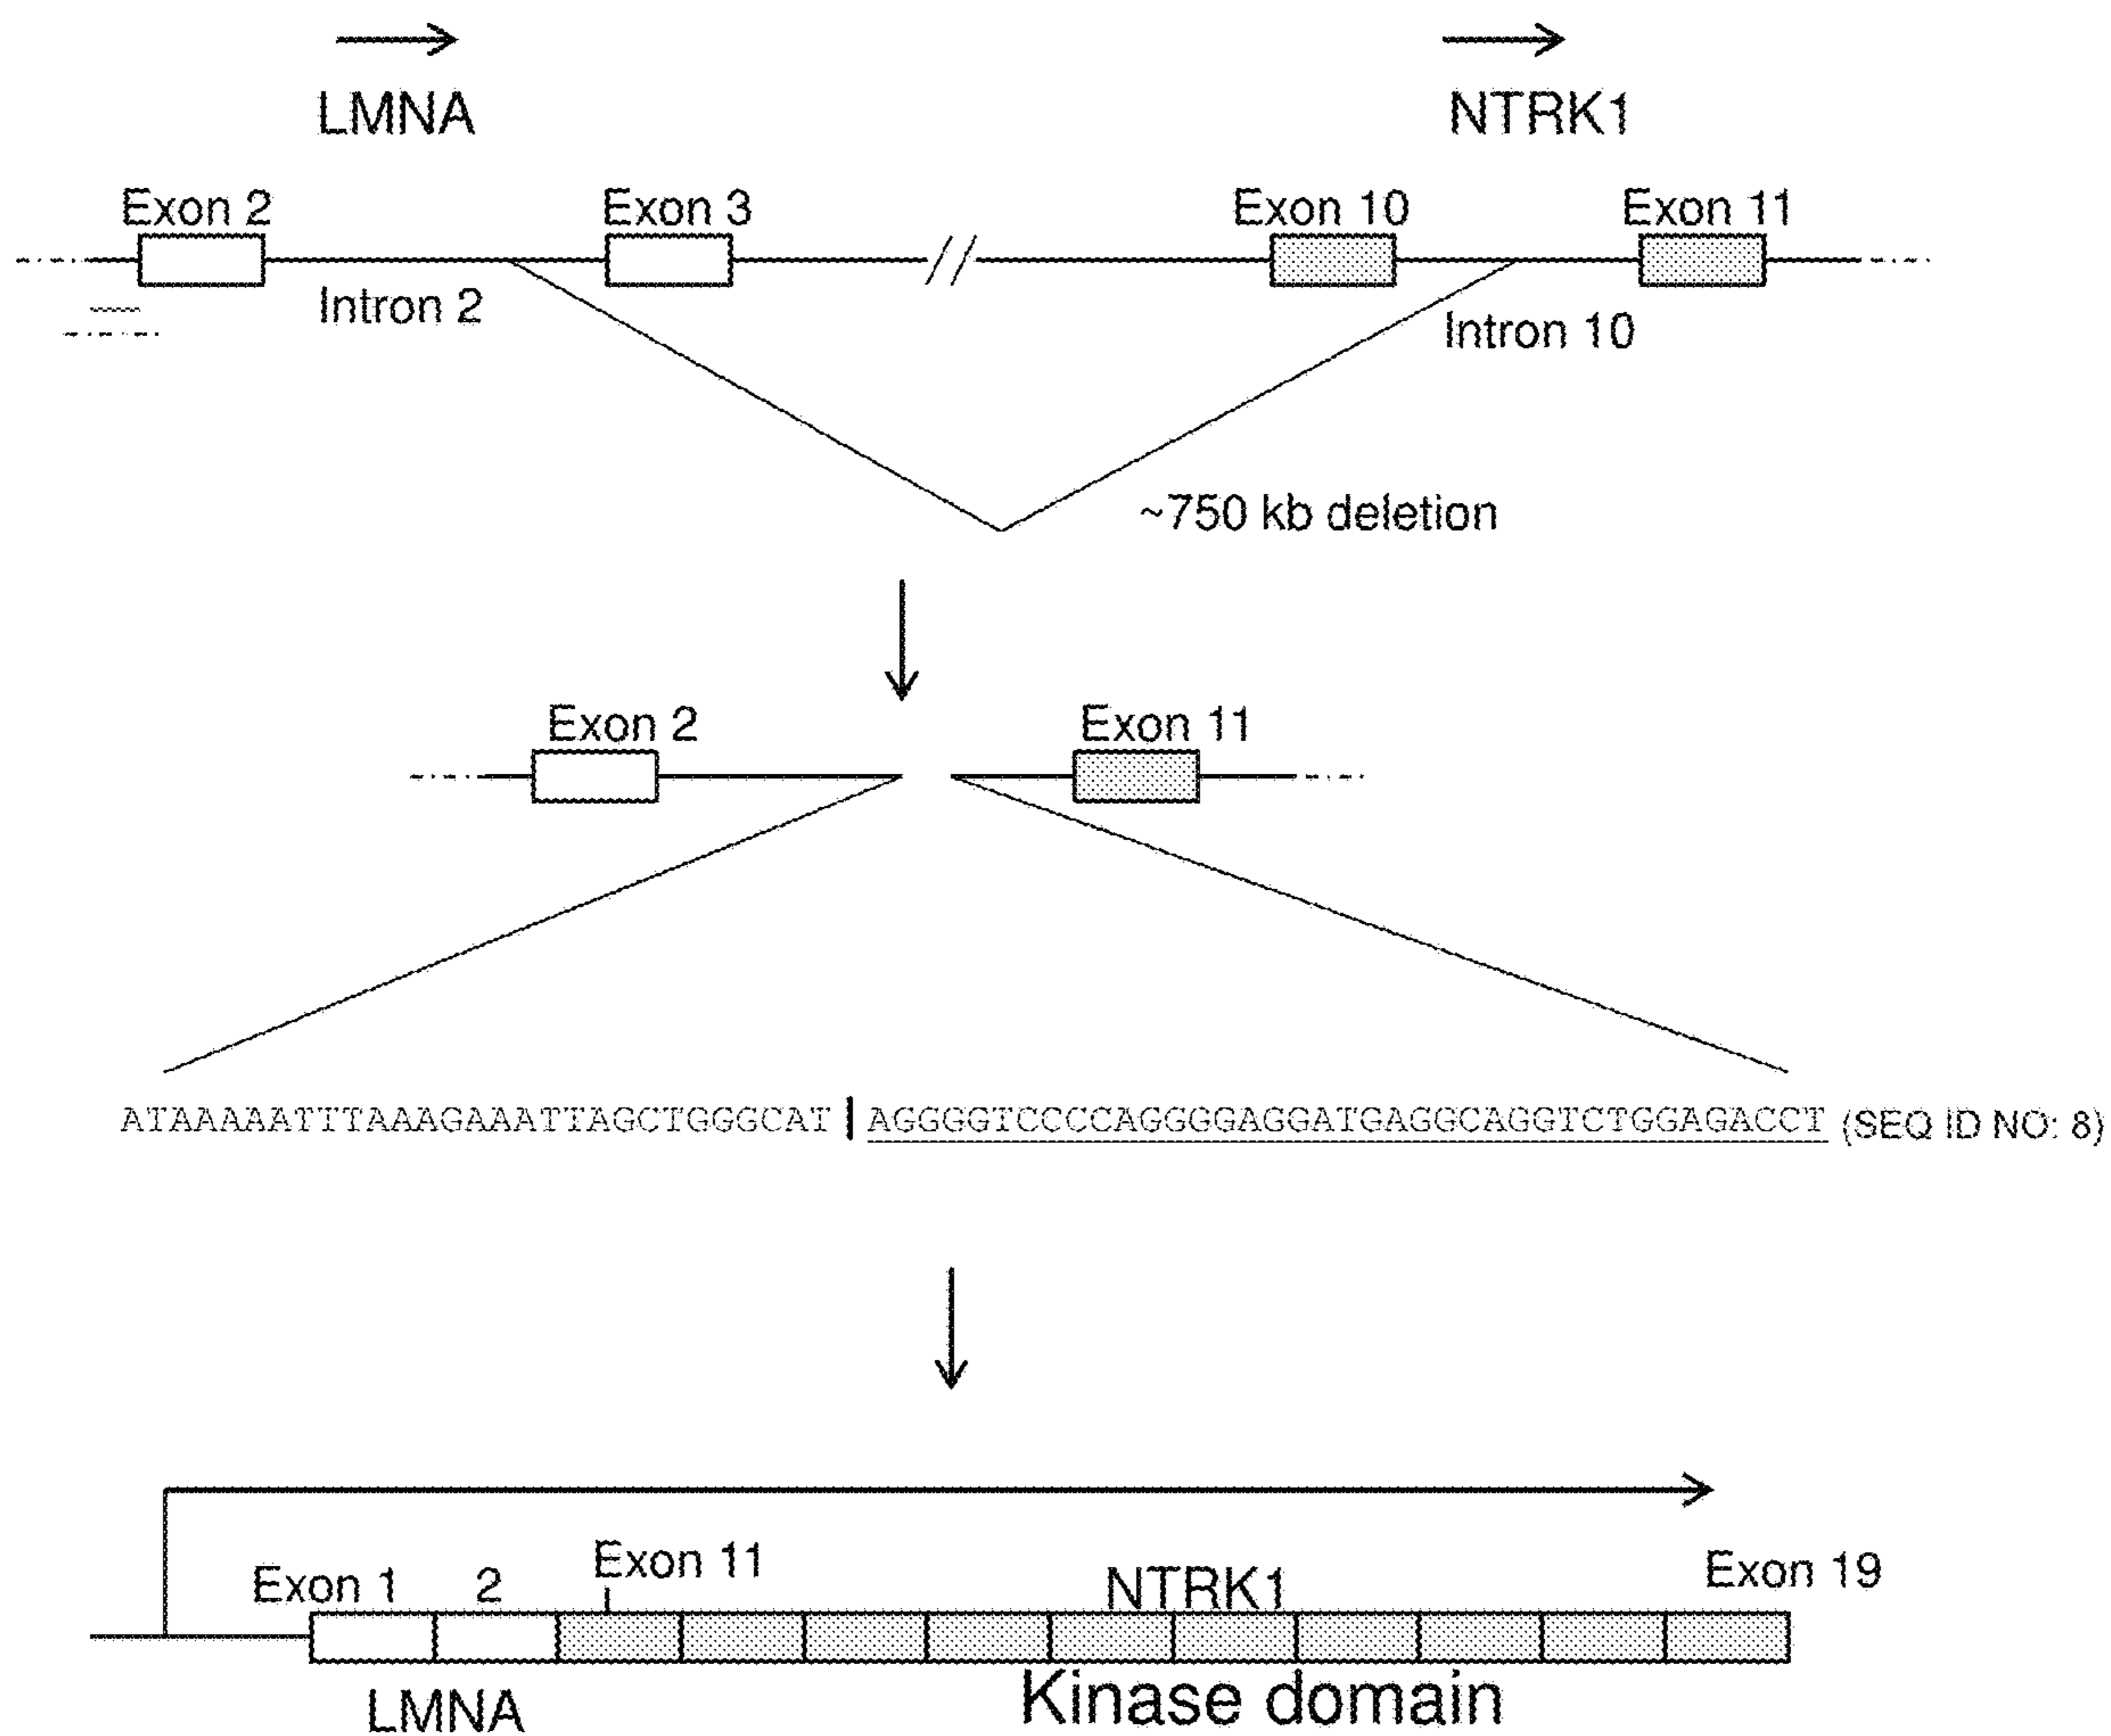 LMNA NTRK1
Exon 2 Exon 3 Exon 10 Exon 11
Intron 2 Intron 10
~750 kb deletion
Exon 2 Exon 11
ATAAAAATTTAAAGAAATTAGCTGGGCAT|AGGGGTCCCCAGGGGAGGATGAGGCAGGTCTGGAGACCT (SEQ ID NO: 8)
Exon 1 2 Exon 11 NTRK1 Exon 19
LMNA Kinase domain